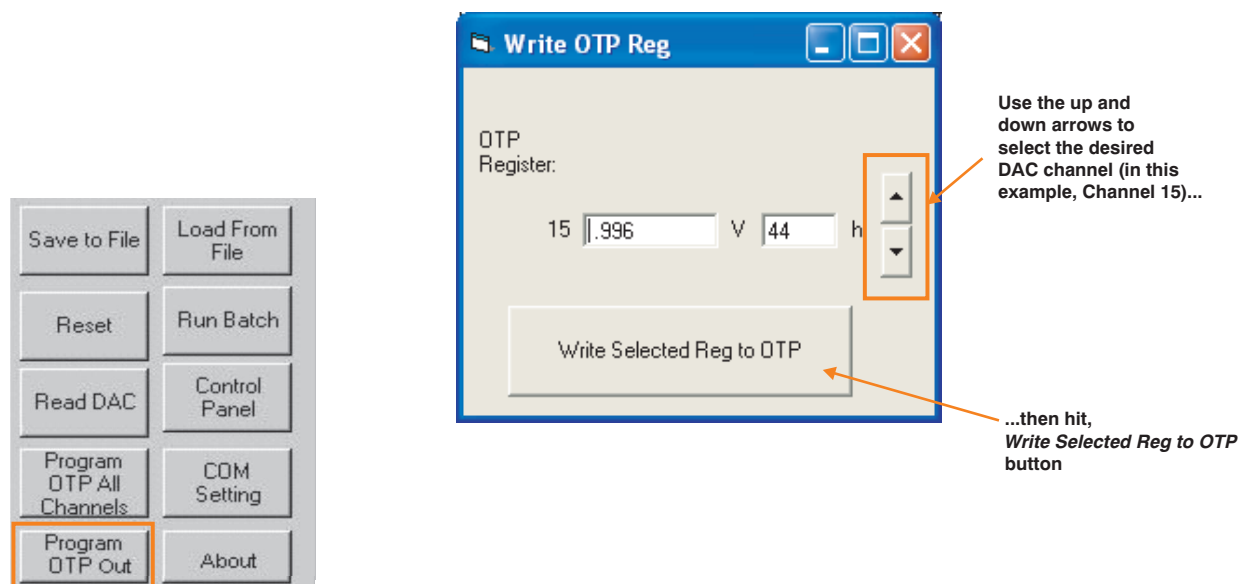 Save to File
Load From
File
Reset
Run Batch
Read DAC
Control
Panel
Program
OTP All
Channels
COM
Setting
Program
OTP Out
About
Write OTP Reg
OTP
Register:
15 .996 V 44 h
Write Selected Reg to OTP
Use the up and
down arrows to
select the desired
DAC channel (in this
example, Channel 15)...
...then hit,
Write Selected Reg to OTP
button